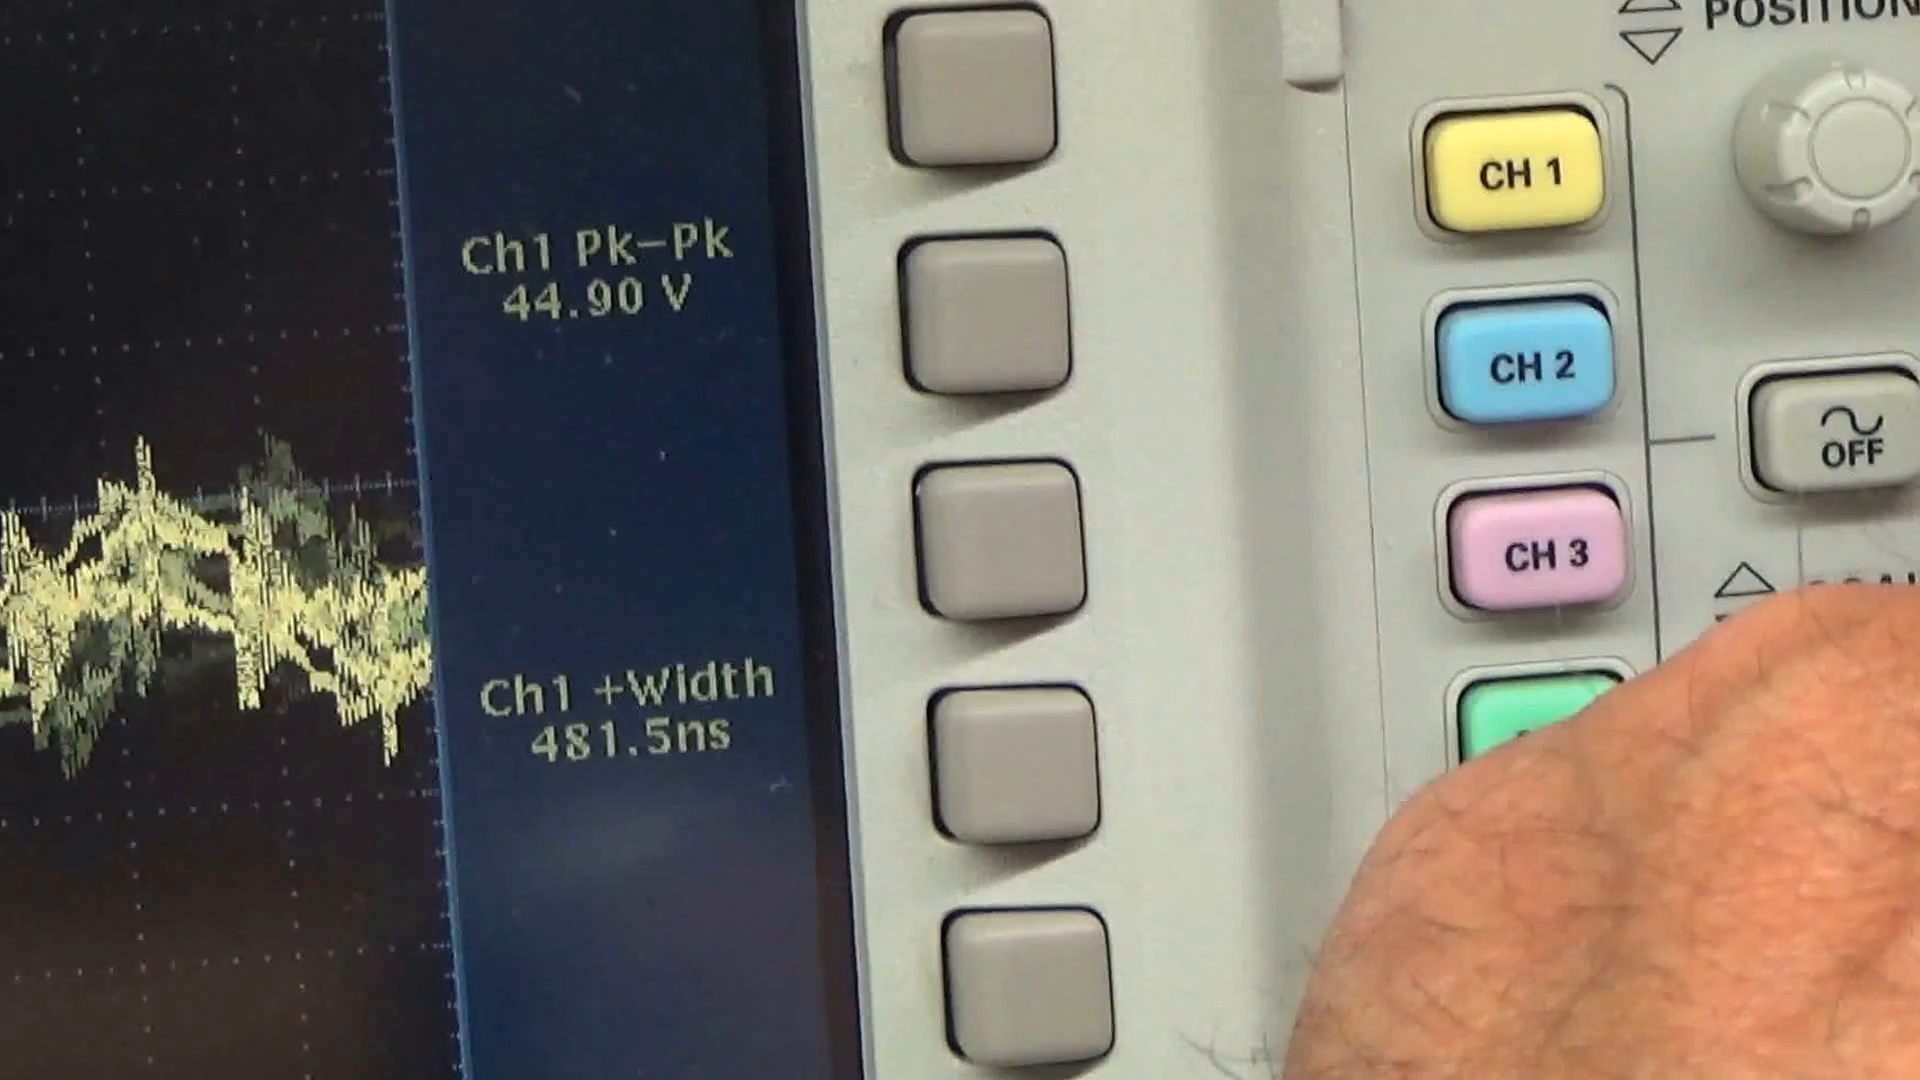 POSITION
Ch1 Pk-Pk
44.90 V
CH 1
CH 2
OFF
CH 3
Ch1 +Width
481.5ns